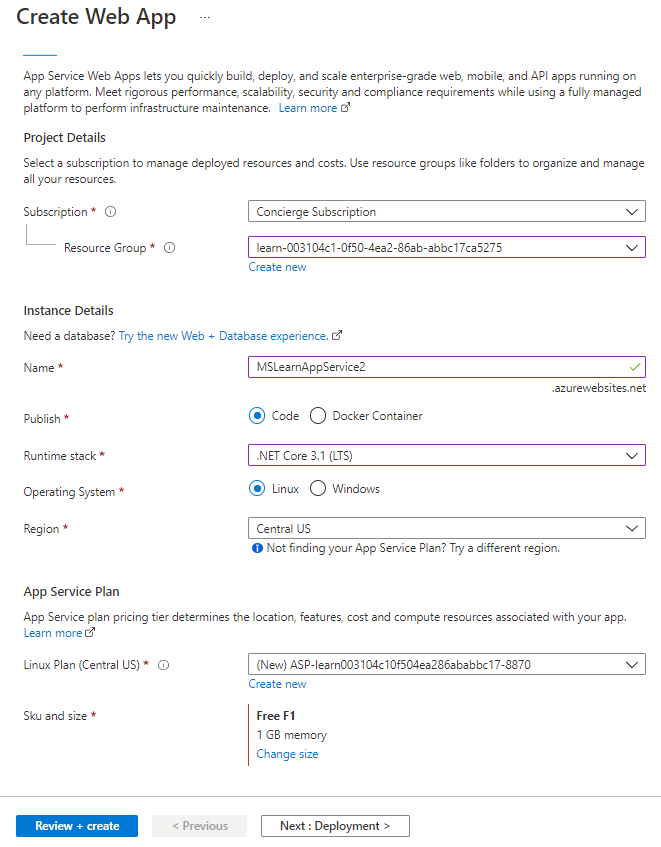 Create Web App ...
App Service Web Apps lets you quickly build, deploy, and scale enterprise-grade web, mobile, and API apps running on
any platform. Meet rigorous performance, scalability, security and compliance requirements while using a fully managed
platform to perform infrastructure maintenance. Learn more
Project Details
Select a subscription to manage deployed resources and costs. Use resource groups like folders to organize and manage
all your resources.
Subscription * Concierge Subscription
Resource Group * learn-003104c1-0f50-4ea2-86ab-abbc17ca5275
Create new
Instance Details
Need a database? Try the new Web + Database experience.
Name * MSLearnAppService2
.azurewebsites.net
Publish * Code Docker Container
Runtime stack * .NET Core 3.1 (LTS)
Operating System * Linux Windows
Region * Central US
Not finding your App Service Plan? Try a different region.
App Service Plan
App Service plan pricing tier determines the location, features, cost and compute resources associated with your app.
Learn more
Linux Plan (Central US) * (New) ASP-learn003104c10f504ea286ababbc17-8870
Create new
Sku and size * Free F1
1 GB memory
Change size
Review + create < Previous Next : Deployment >